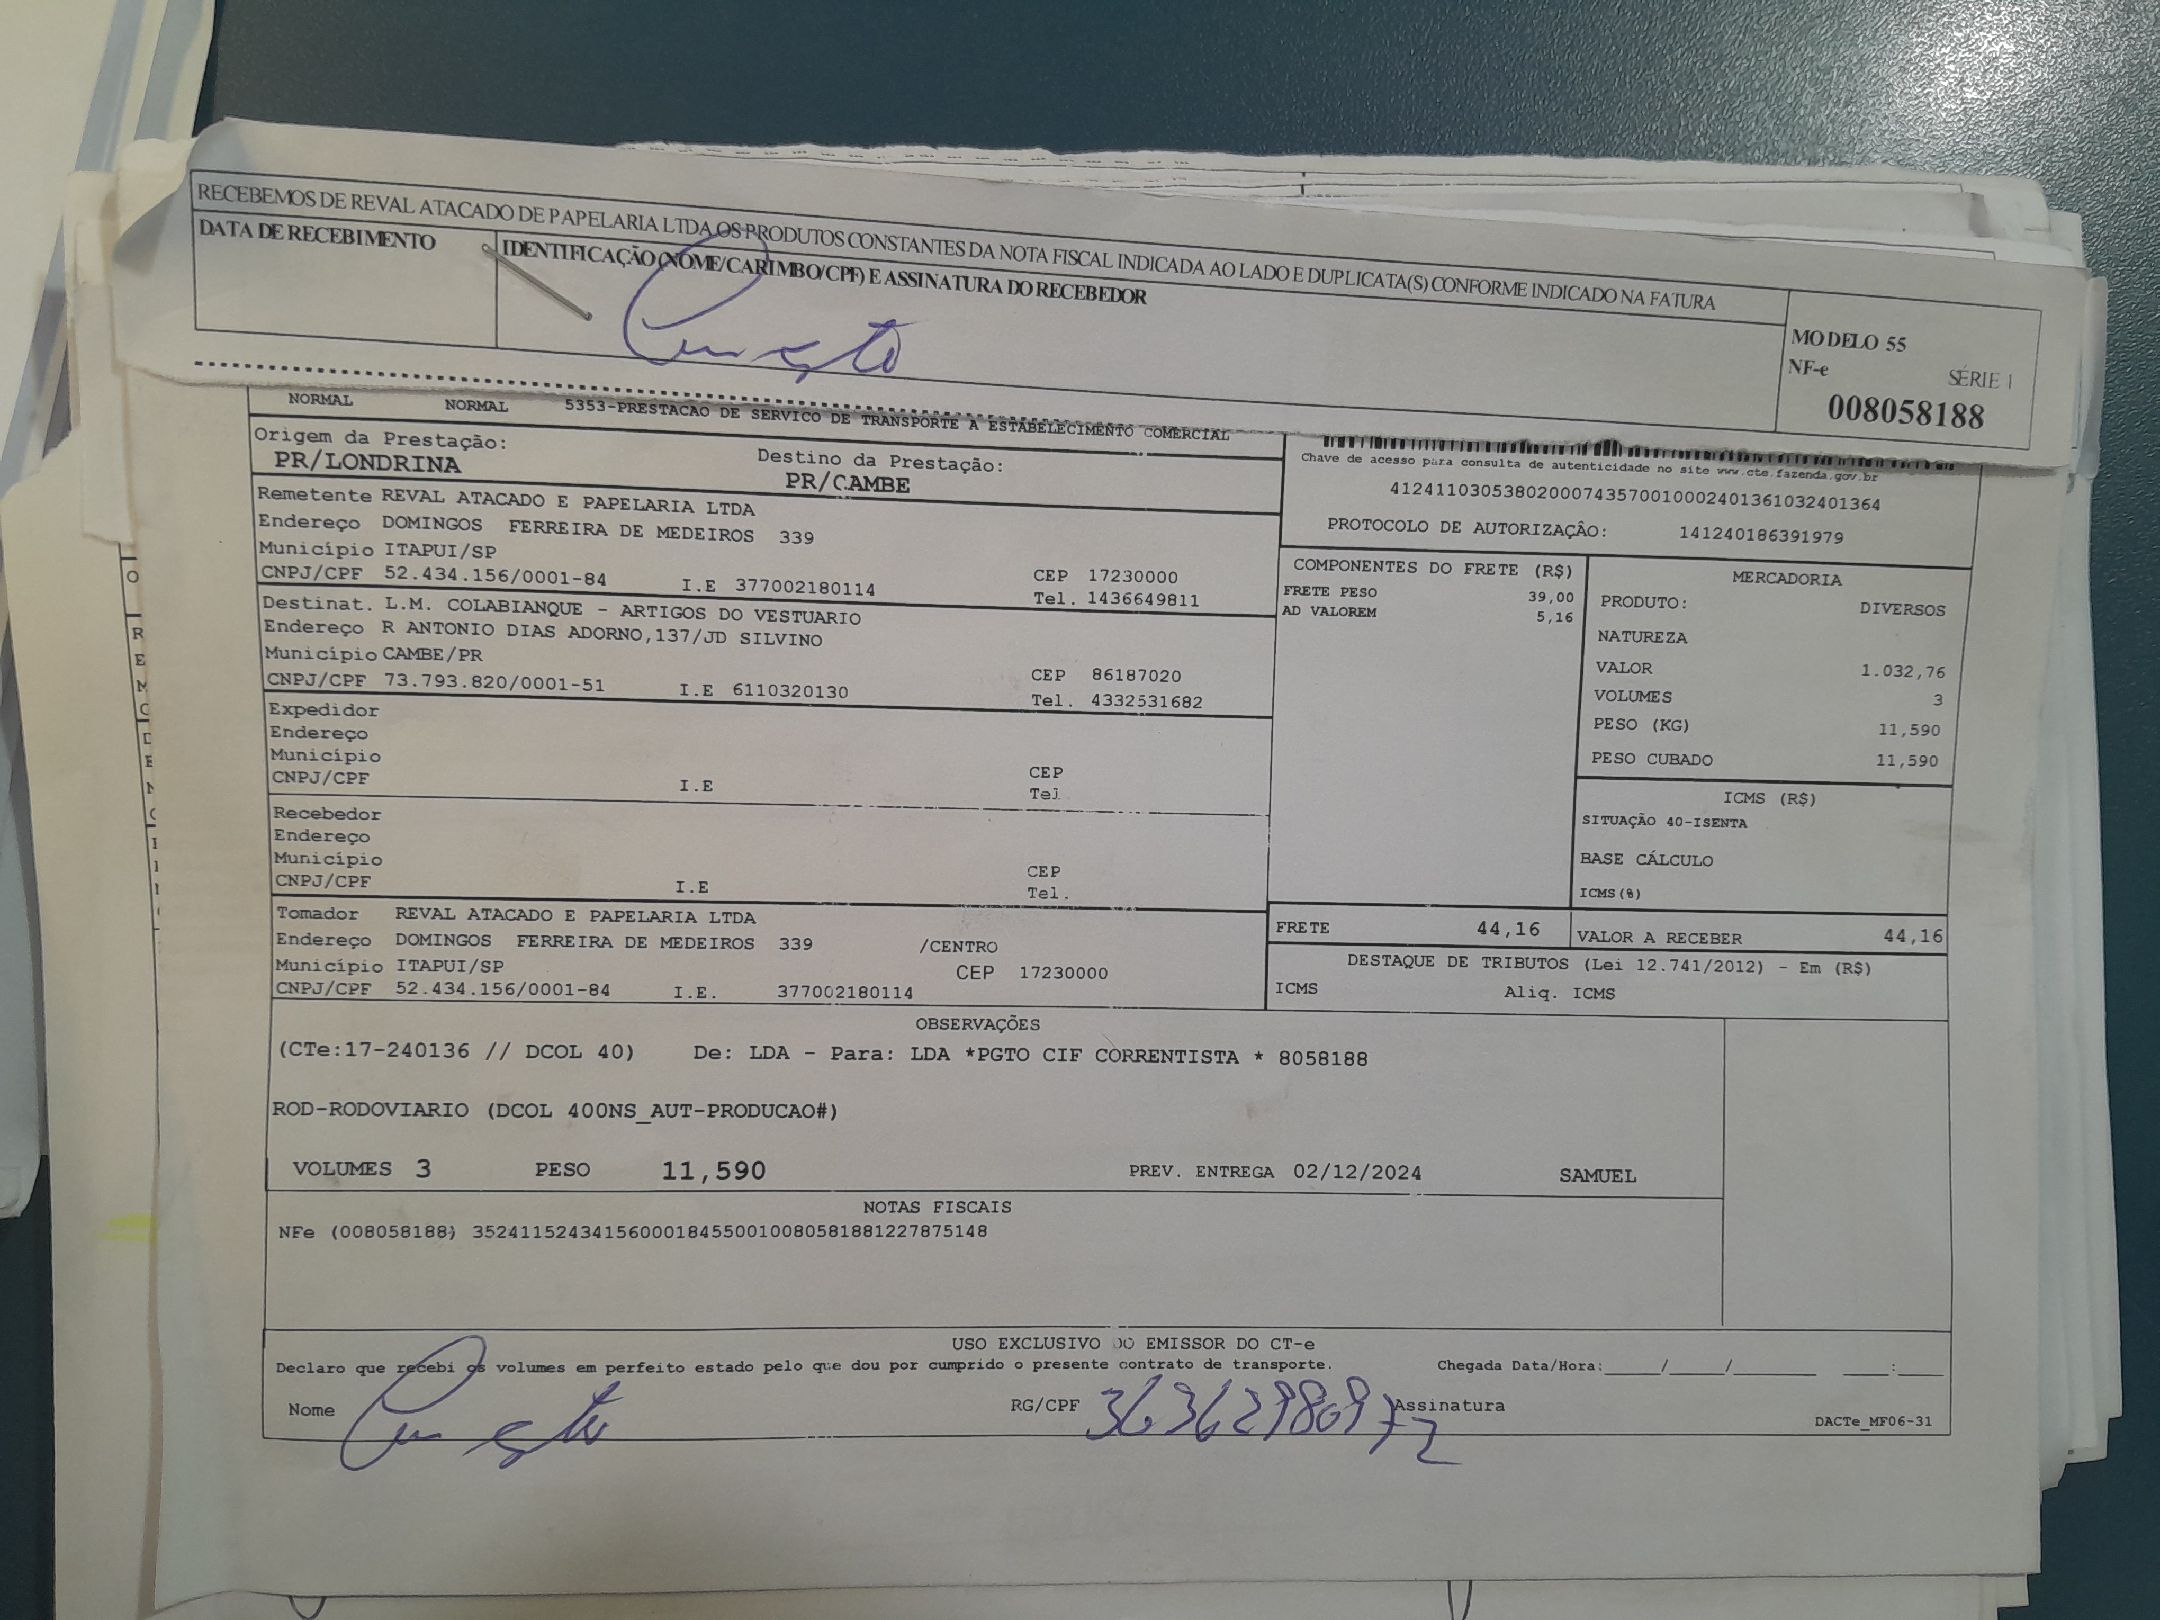 RECEBEMOS DE REVAL ATACADO DE PAPELARIA LTDA OS PRODUTOS CONSTANTES DA NOTA FISCAL INDICADA AO LADO E DUPLICATA(S) CONFORME INDICADO NA FATURA
DATA DE RECEBIMENTO
IDENTIFICAÇÃO (NOME/CARIMBO/CPF) E ASSINATURA DO RECEBEDOR
MODELO 55
NF-e SÉRIE 1
008058188
NORMAL NORMAL 5353-PRESTACAO DE SERVICO DE TRANSPORTE A ESTABELECIMENTO COMERCIAL
Origem da Prestação: Destino da Prestação:
PR/LONDRINA PR/CAMBE
Chave de acesso para consulta de autenticidade no site www.cte.fazenda.gov.br
41241103053802000743570010002401361032401364
PROTOCOLO DE AUTORIZAÇÂO: 141240186391979
Remetente REVAL ATACADO E PAPELARIA LTDA
Endereço DOMINGOS FERREIRA DE MEDEIROS 339
Município ITAPUI/SP CEP 17230000
CNPJ/CPF 52.434.156/0001-84 I.E 377002180114 Tel. 1436649811
Destinat. L.M. COLABIANQUE - ARTIGOS DO VESTUARIO
Endereço R ANTONIO DIAS ADORNO,137/JD SILVINO
Município CAMBE/PR CEP 86187020
CNPJ/CPF 73.793.820/0001-51 I.E 6110320130 Tel. 4332531682
Expedidor
Endereço
Município CEP
CNPJ/CPF I.E Tel
Recebedor
Endereço
Município CEP
CNPJ/CPF I.E Tel.
Tomador REVAL ATACADO E PAPELARIA LTDA
Endereço DOMINGOS FERREIRA DE MEDEIROS 339 /CENTRO
Município ITAPUI/SP CEP 17230000
CNPJ/CPF 52.434.156/0001-84 I.E. 377002180114
COMPONENTES DO FRETE (R$)
FRETE PESO 39,00
AD VALOREM 5,16
MERCADORIA
PRODUTO: DIVERSOS
NATUREZA
VALOR 1.032,76
VOLUMES 3
PESO (KG) 11,590
PESO CUBADO 11,590
ICMS (R$)
SITUAÇÃO 40-ISENTA
BASE CÁLCULO
ICMS(%)
FRETE 44,16 VALOR A RECEBER 44,16
DESTAQUE DE TRIBUTOS (Lei 12.741/2012) - Em (R$)
ICMS Aliq. ICMS
OBSERVAÇÕES
(CTe:17-240136 // DCOL 40) De: LDA - Para: LDA *PGTO CIF CORRENTISTA * 8058188
ROD-RODOVIARIO (DCOL 400NS_AUT-PRODUCAO#)
VOLUMES 3 PESO 11,590 PREV. ENTREGA 02/12/2024 SAMUEL
NOTAS FISCAIS
NFe (008058188) 35241152434156000184550010080581881227875148
USO EXCLUSIVO DO EMISSOR DO CT-e
Declaro que recebi os volumes em perfeito estado pelo que dou por cumprido o presente contrato de transporte. Chegada Data/Hora:____/____/______ ___:___
Nome RG/CPF Assinatura
DACTe_MF06-31